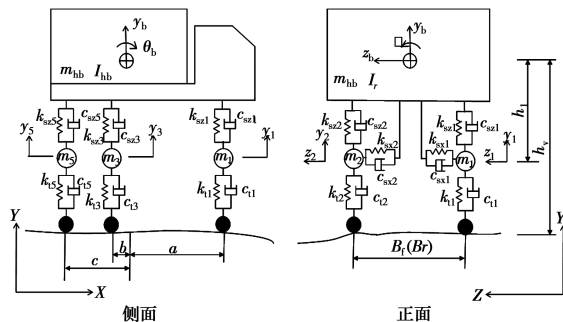 y_b
θ_b
m_hb I_hb
k_sz5 c_sz5 k_sz3 c_sz3 k_sz1 c_sz1
y_5 y_3 y_1
m_5 m_3 m_1
k_t5 c_t5 k_t3 c_t3 k_t1 c_t1
Y
b a
c
X
侧面
y_b
z_b
m_hb I_r
k_sz2 c_sz2 k_sx2 c_sx2 k_sx1 c_sx1 k_sz1 c_sz1
y_2 y_1
z_2 m_2 m_1 z_1
k_t2 c_t2 k_t1 c_t1
h_1
h_v
B_f(Br)
Y
Z
正面